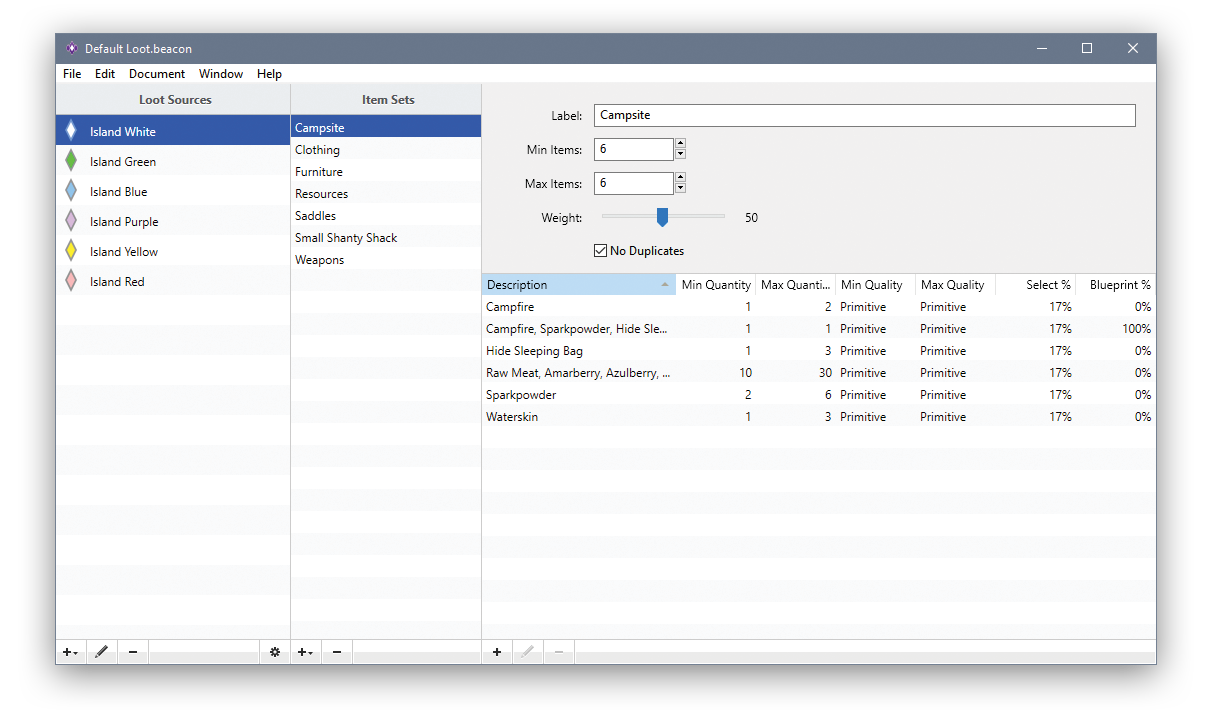 Default Loot.beacon
File Edit Document Window Help
Loot Sources
Island White
Island Green
Island Blue
Island Purple
Island Yellow
Island Red
Item Sets
Campsite
Clothing
Furniture
Resources
Saddles
Small Shanty Shack
Weapons
Label: Campsite
Min Items: 6
Max Items: 6
Weight: 50
No Duplicates
Description Min Quantity Max Quanti... Min Quality Max Quality Select % Blueprint %
Campfire 1 2 Primitive Primitive 17% 0%
Campfire, Sparkpowder, Hide Sle... 1 1 Primitive Primitive 17% 100%
Hide Sleeping Bag 1 3 Primitive Primitive 17% 0%
Raw Meat, Amarberry, Azulberry, ... 10 30 Primitive Primitive 17% 0%
Sparkpowder 2 6 Primitive Primitive 17% 0%
Waterskin 1 3 Primitive Primitive 17% 0%